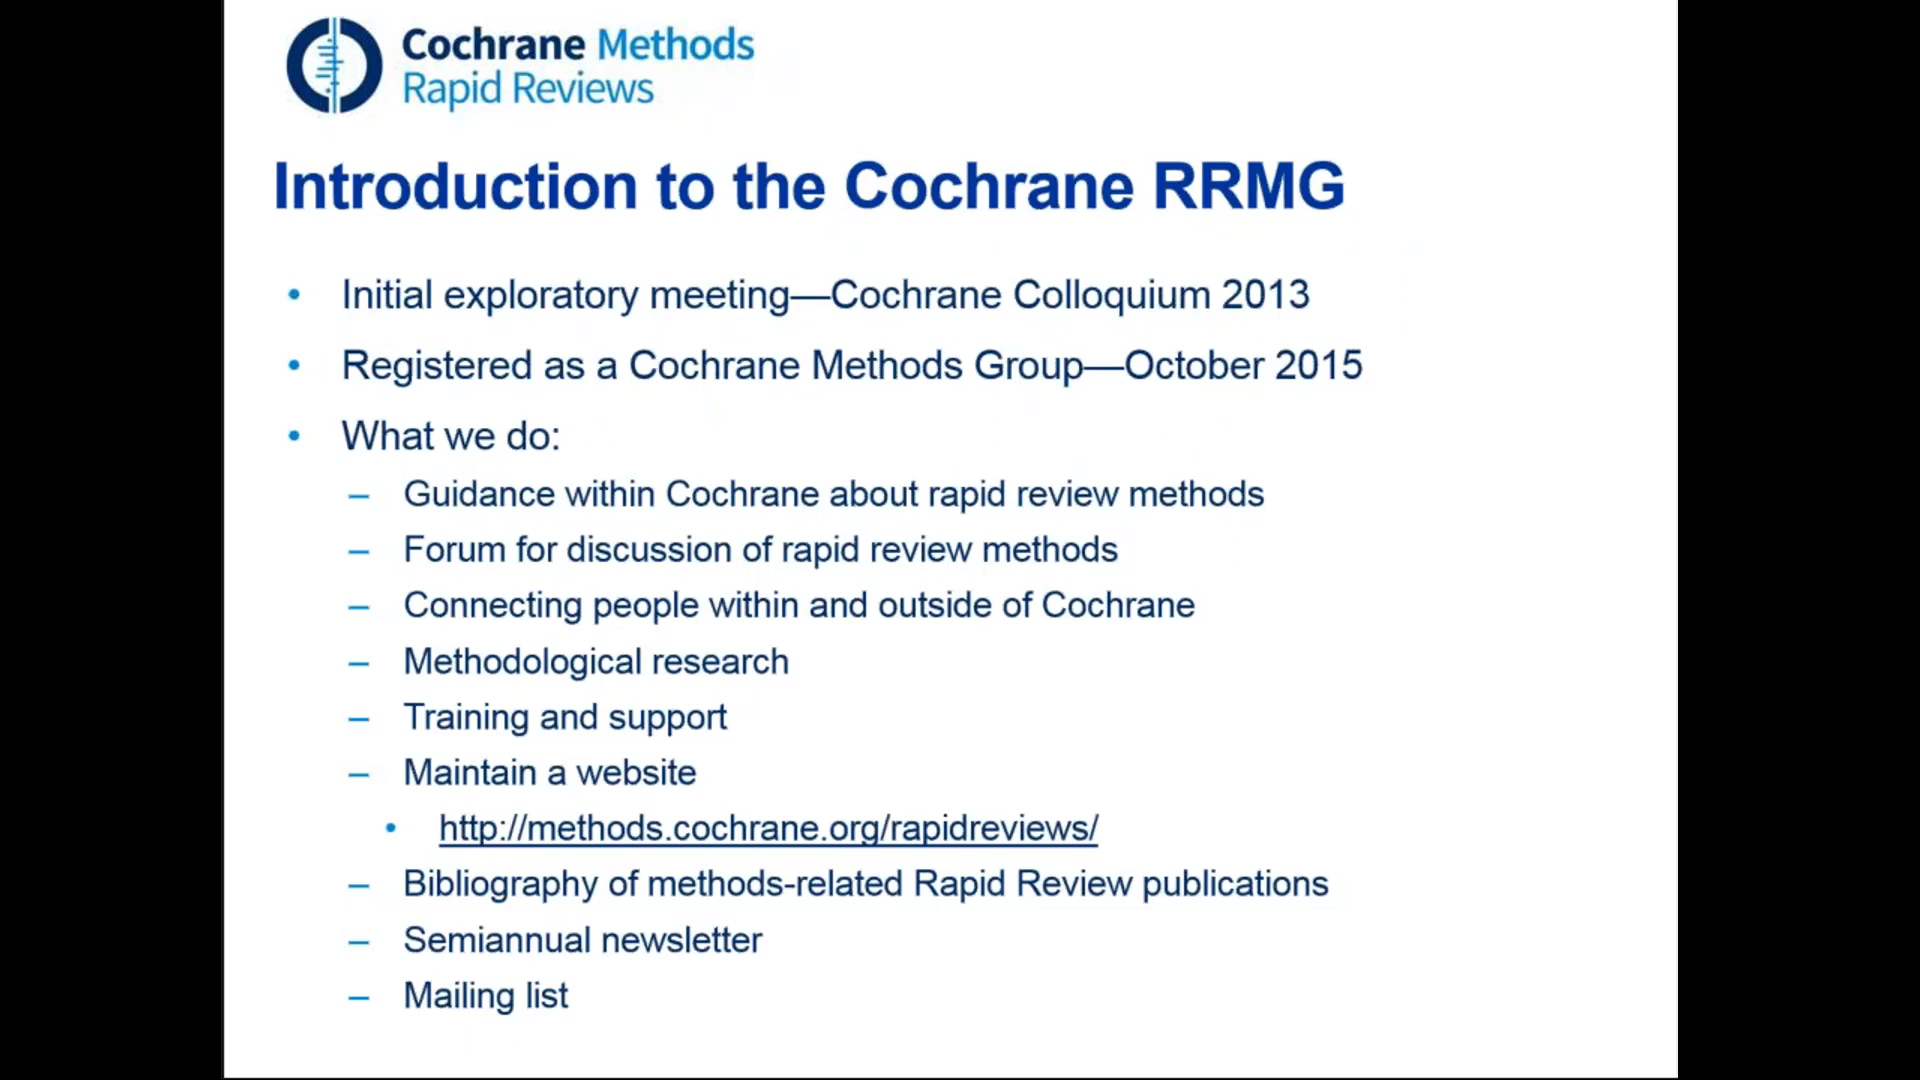 Cochrane Methods
Rapid Reviews
Introduction to the Cochrane RRMG
• Initial exploratory meeting—Cochrane Colloquium 2013
• Registered as a Cochrane Methods Group—October 2015
• What we do:
– Guidance within Cochrane about rapid review methods
– Forum for discussion of rapid review methods
– Connecting people within and outside of Cochrane
– Methodological research
– Training and support
– Maintain a website
• http://methods.cochrane.org/rapidreviews/
– Bibliography of methods-related Rapid Review publications
– Semiannual newsletter
– Mailing list